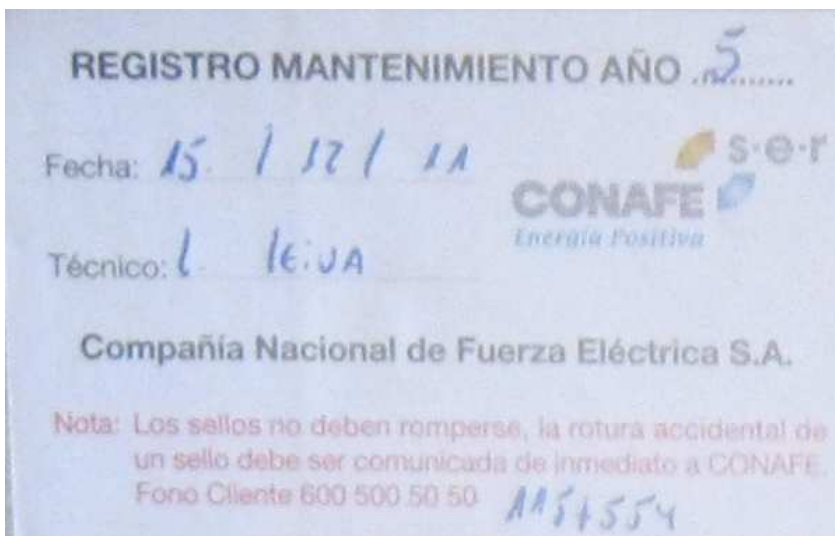 REGISTRO MANTENIMIENTO AÑO 5
Fecha: 15 / 12 / 11
s·e·r
CONAFE
Energía Positiva
Técnico: L. Leiva
Compañía Nacional de Fuerza Eléctrica S.A.
Nota: Los sellos no deben romperse, la rotura accidental de
un sello debe ser comunicada de inmediato a CONAFE.
Fono Cliente 600 500 50 50